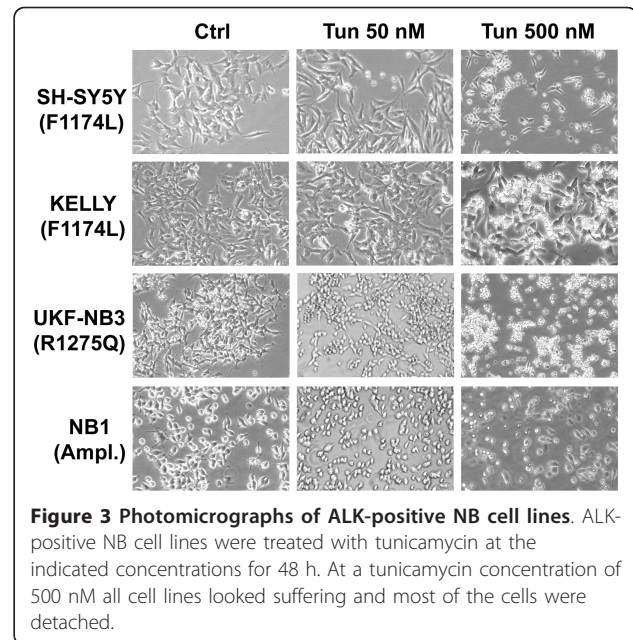 Ctrl Tun 50 nM Tun 500 nM
SH-SY5Y
(F1174L)
KELLY
(F1174L)
UKF-NB3
(R1275Q)
NB1
(Ampl.)
Figure 3 Photomicrographs of ALK-positive NB cell lines. ALK-
positive NB cell lines were treated with tunicamycin at the
indicated concentrations for 48 h. At a tunicamycin concentration of
500 nM all cell lines looked suffering and most of the cells were
detached.